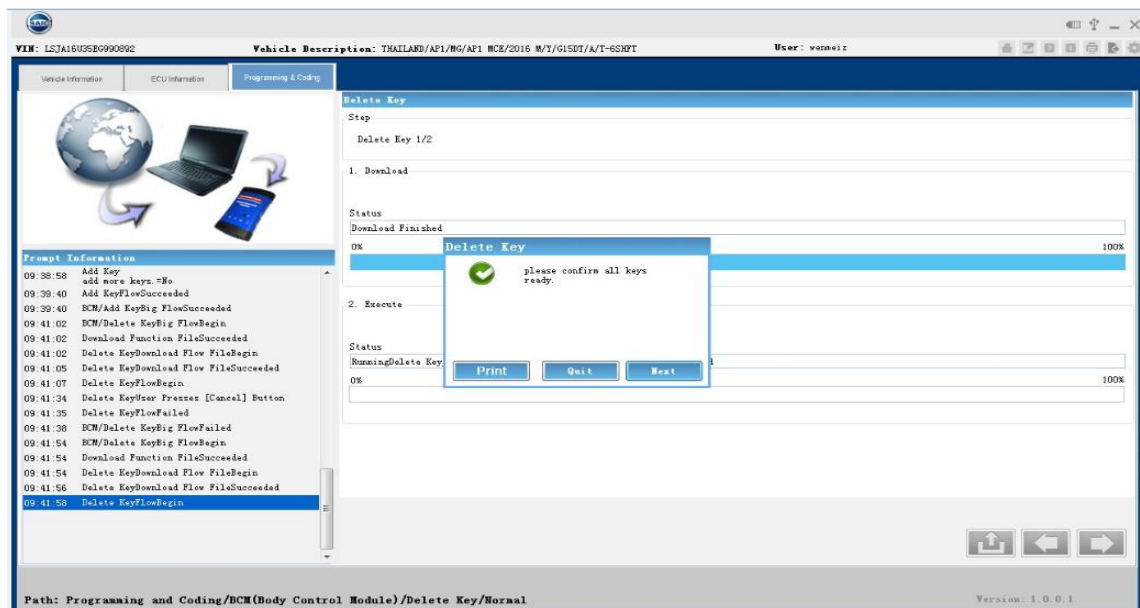 SAIC
VIN: LSJA16U35EG990892 Vehicle Description: THAILAND/AP1/MG/AP1 MCE/2016 M/Y/G15DT/A/T-6SHFT User: wenmeiz
Vehicle Information ECU Information Programming & Coding
Delete Key
Step
Delete Key 1/2
1. Download
Status
Download Finished
0% 100%
2. Execute
Status
RunningDelete Key
0% 100%
Delete Key
please confirm all keys
ready.
Print Quit Next
Prompt Information
09:38:58 Add Key
add more keys.=No
09:39:40 Add KeyFlowSucceeded
09:39:40 BCM/Add KeyBig FlowSucceeded
09:41:02 BCM/Delete KeyBig FlowBegin
09:41:02 Download Function FileSucceeded
09:41:02 Delete KeyDownload Flow FileBegin
09:41:05 Delete KeyDownload Flow FileSucceeded
09:41:07 Delete KeyFlowBegin
09:41:34 Delete KeyUser Presses [Cancel] Button
09:41:35 Delete KeyFlowFailed
09:41:38 BCM/Delete KeyBig FlowFailed
09:41:54 BCM/Delete KeyBig FlowBegin
09:41:54 Download Function FileSucceeded
09:41:54 Delete KeyDownload Flow FileBegin
09:41:56 Delete KeyDownload Flow FileSucceeded
09:41:58 Delete KeyFlowBegin
Path: Programming and Coding/BCM(Body Control Module)/Delete Key/Normal Version: 1.0.0.1